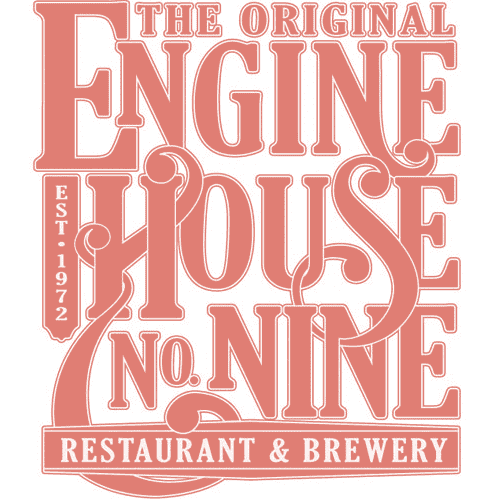 THE ORIGINAL
ENGINE
EST • 1972
HOUSE
NO. NINE
RESTAURANT & BREWERY